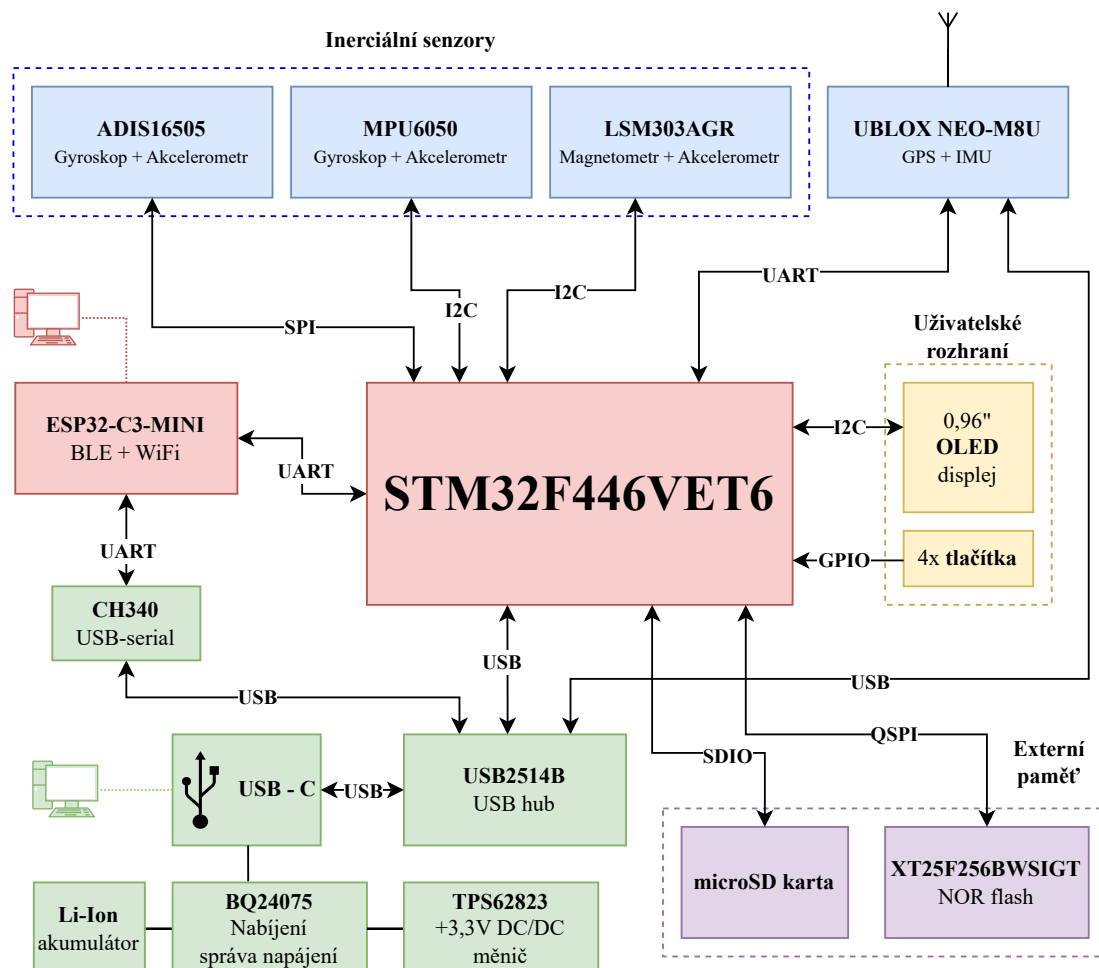 Inerciální senzory
ADIS16505
Gyroskop + Akcelerometr
MPU6050
Gyroskop + Akcelerometr
LSM303AGR
Magnetometr + Akcelerometr
UBLOX NEO-M8U
GPS + IMU
SPI
I2C
I2C
UART
Uživatelské
rozhraní
ESP32-C3-MINI
BLE + WiFi
UART
STM32F446VET6
I2C
0,96"
OLED
displej
GPIO
4x tlačítka
UART
CH340
USB-serial
USB
USB
USB
USB - C
USB
USB2514B
USB hub
SDIO
QSPI
Externí
paměť
microSD karta
XT25F256BWSIGT
NOR flash
Li-Ion
akumulátor
BQ24075
Nabíjení
správa napájení
TPS62823
+3,3V DC/DC
měnič